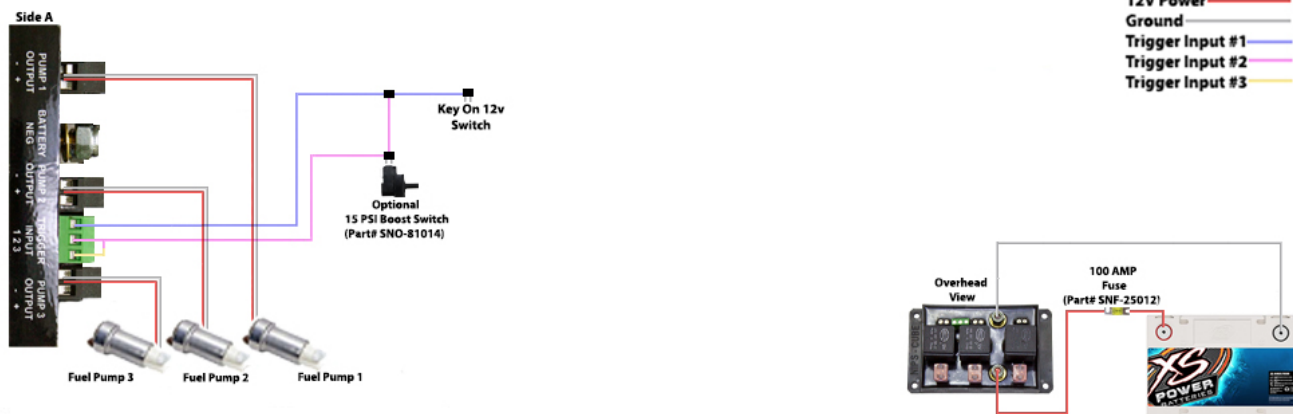 Side A
PUMP 1
OUTPUT
- +
BATTERY
NEG
PUMP 2
OUTPUT
- +
TRIGGER
INPUT
1 2 3
PUMP 3
OUTPUT
- +
Key On 12v
Switch
Optional
15 PSI Boost Switch
(Part# SNO-81014)
Fuel Pump 3
Fuel Pump 2
Fuel Pump 1
12v Power
Ground
Trigger Input #1
Trigger Input #2
Trigger Input #3
Overhead
View
100 AMP
Fuse
(Part# SNF-25012)
XS
POWER
BATTERIES